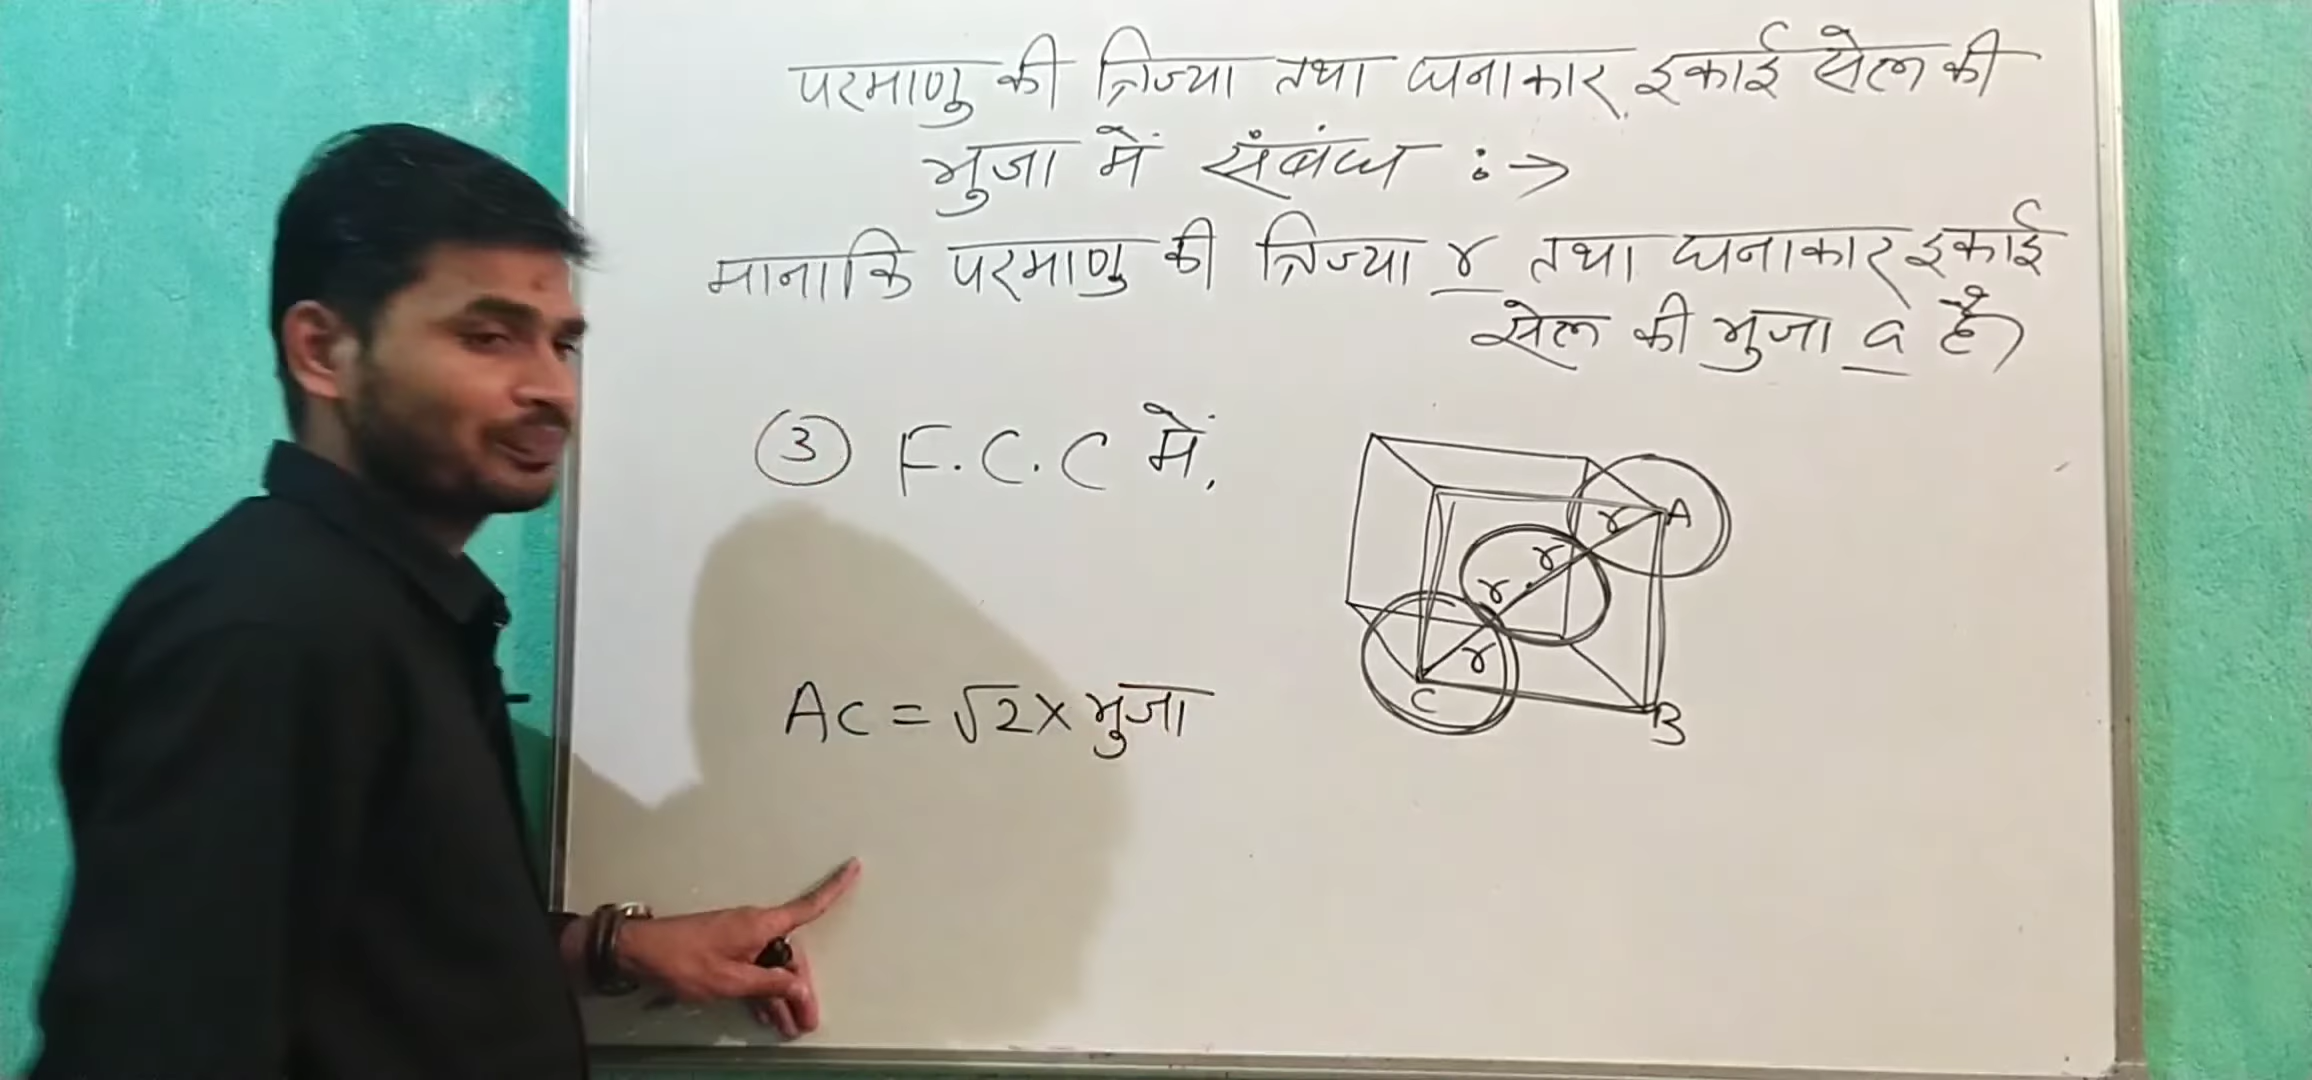 परमाणु की त्रिज्या तथा घनाकार इकाई सेल की
भुजा में संबंध :→
माना कि परमाणु की त्रिज्या r तथा घनाकार इकाई
सेल की भुजा a है।
③ F.C.C में,
A
r
r
r
r
C
B
AC = √2 × भुजा